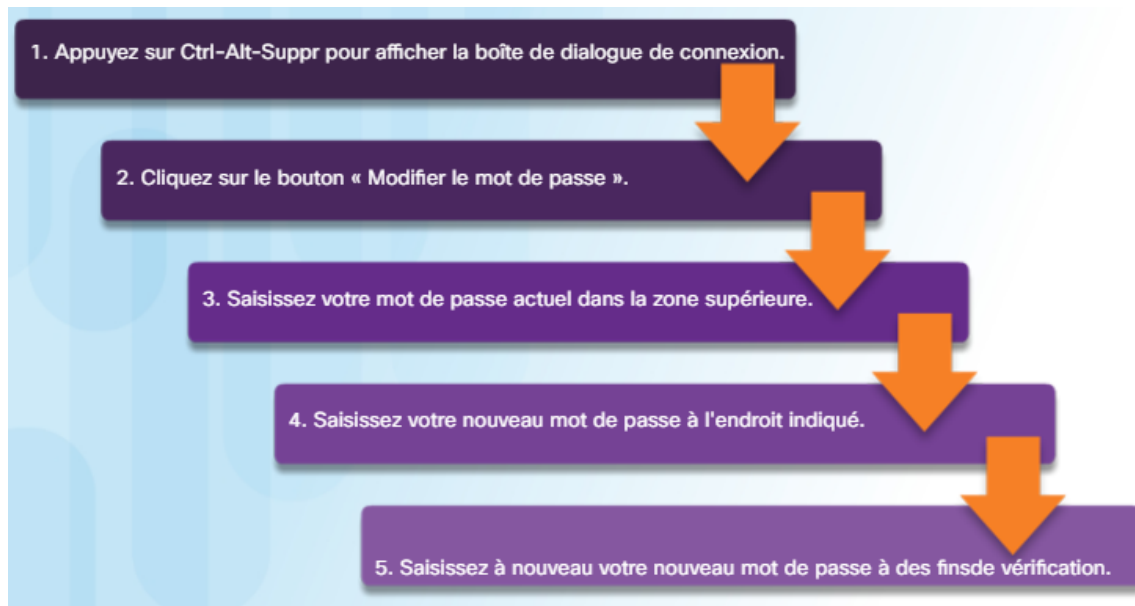 1. Appuyez sur Ctrl-Alt-Suppr pour afficher la boîte de dialogue de connexion.
2. Cliquez sur le bouton « Modifier le mot de passe ».
3. Saisissez votre mot de passe actuel dans la zone supérieure.
4. Saisissez votre nouveau mot de passe à l'endroit indiqué.
5. Saisissez à nouveau votre nouveau mot de passe à des finsde vérification.